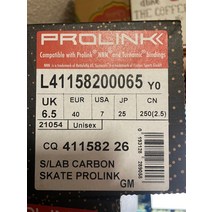 PROLINK
Compatible with Prolink® NNN® and Turnamic® Bindings
L41158200065 Y0
UK EUR USA JP CN
6.5 40 7 25 250(2.5)
21054 Unisex
CQ 411582 26
S/LAB CARBON
SKATE PROLINK
GM